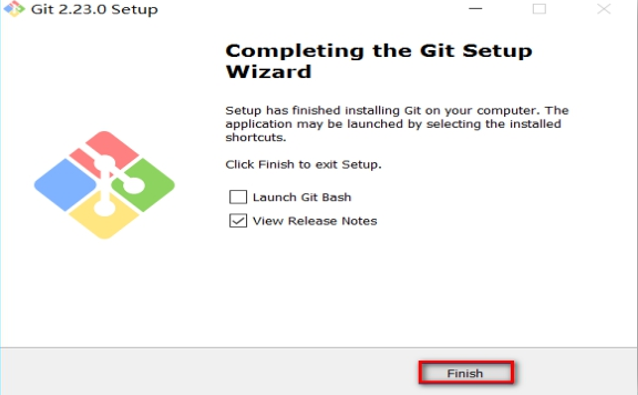 Git 2.23.0 Setup
Completing the Git Setup
Wizard
Setup has finished installing Git on your computer. The
application may be launched by selecting the installed
shortcuts.
Click Finish to exit Setup.
Launch Git Bash
View Release Notes
Finish